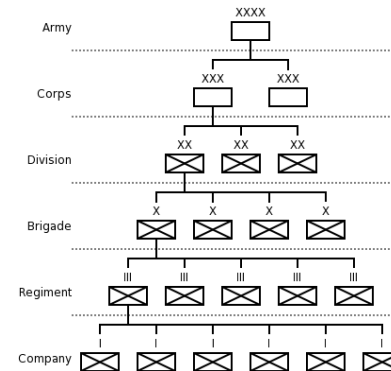 XXXX
Army
XXX XXX
Corps
XX XX XX
Division
X X X X
Brigade
III III III III III
Regiment
I I I I I I
Company